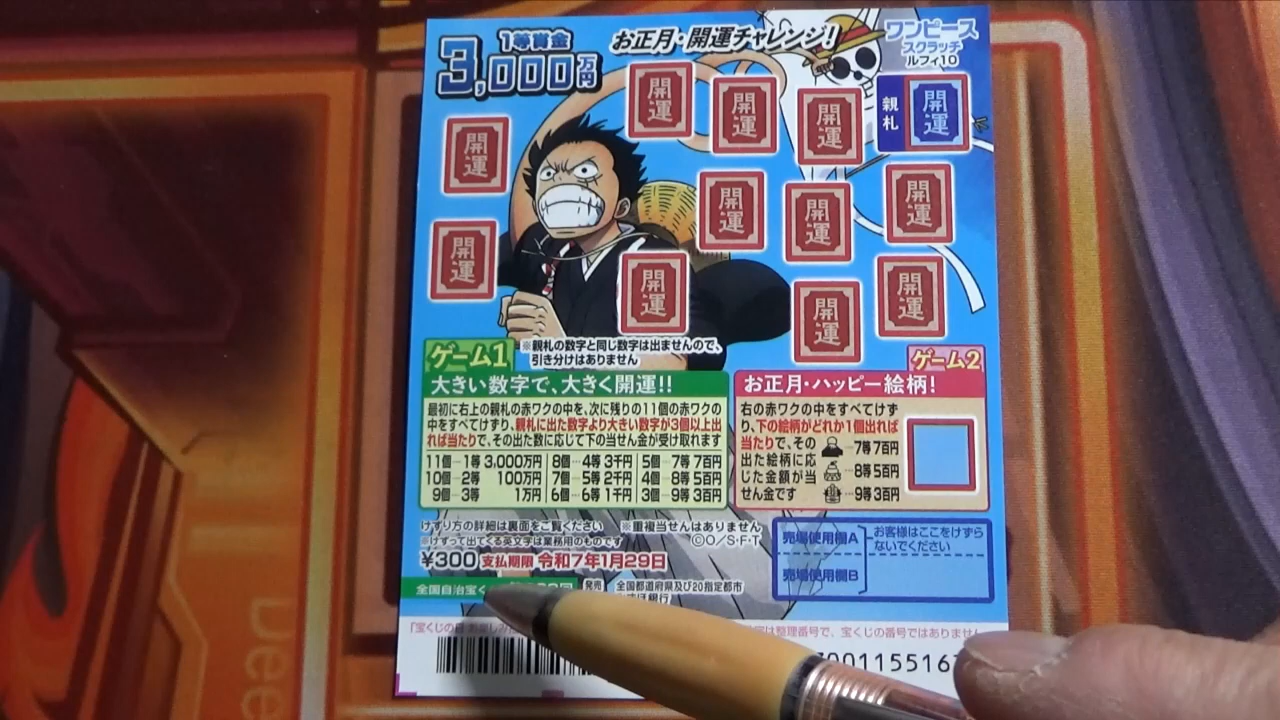 1等賞金
3,000万円
お正月・開運チャレンジ!
ワンピース
スクラッチ
ルフィ10
開運
開運
開運
親札
開運
開運
開運
開運
開運
開運
開運
開運
開運
ゲーム1
※親札の数字と同じ数字は出ませんので、
引き分けはありません
大きい数字で、大きく開運!!
最初に右上の親札の赤ワクの中を、次に残りの11個の赤ワクの
中をすべてけずり、親札に出た数字より大きい数字が3個以上出
れば当たりで、その出た数に応じて下の当せん金が受け取れます
11個…1等 3,000万円 8個…4等 3千円 5個…7等 7百円
10個…2等 100万円 7個…5等 2千円 4個…8等 5百円
9個…3等 1万円 6個…6等 1千円 3個…9等 3百円
ゲーム2
お正月・ハッピー絵柄!
右の赤ワクの中をすべてけず
り、下の絵柄がどれか1個出れば
当たりで、その …7等 7百円
出た絵柄に応
じた金額が当 …8等 5百円
せん金です …9等 3百円
けずり方の詳細は裏面をご覧ください ※重複当せんはありません
※けずって出てくる英文字は業務用のものです ©O/S・F・T
¥300 支払期限 令和7年1月29日
売場使用欄A
売場使用欄B
お客様はここをけずら
ないでください
全国自治宝く
発売
全国都道府県及び20指定都市
ほ銀行
「宝くじの日
は整理番号で、宝くじの番号ではありません
00115516